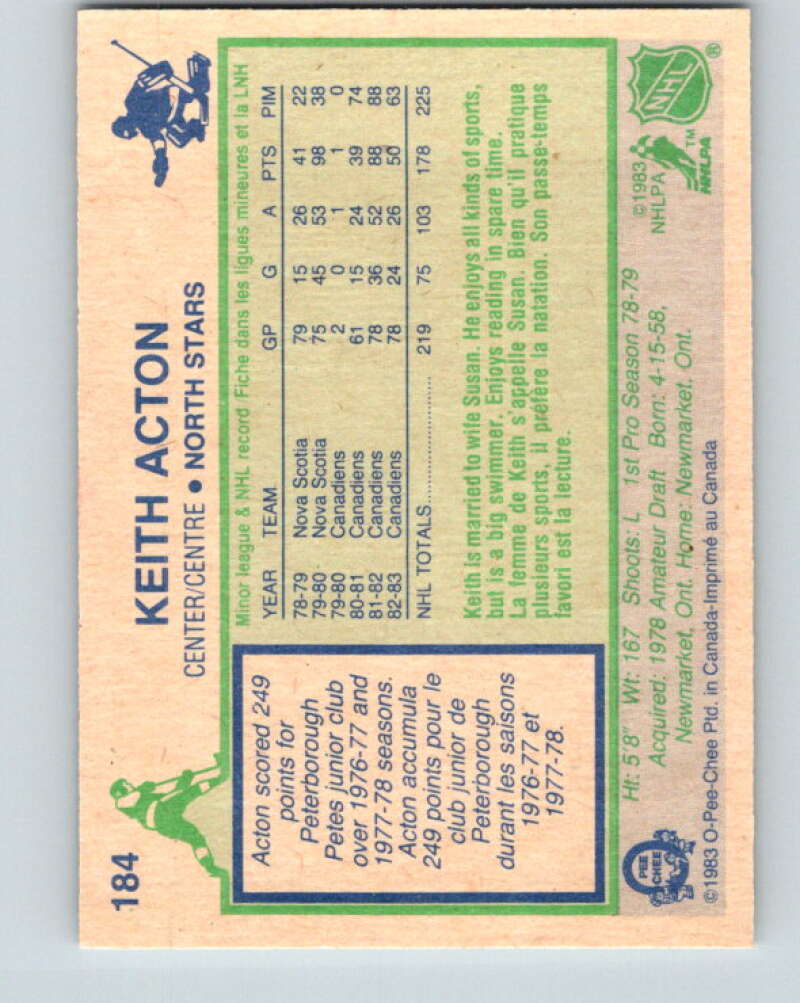 184
KEITH ACTON
CENTER/CENTRE • NORTH STARS
Acton scored 249
points for
Peterborough
Petes junior club
over 1976-77 and
1977-78 seasons.
Acton accumula
249 points pour le
club junior de
Peterborough
durant les saisons
1976-77 et
1977-78.
Minor league & NHL record Fiche dans les ligues mineures et la LNH
YEAR TEAM GP G A PTS PIM
78-79 Nova Scotia 79 15 26 41 22
79-80 Nova Scotia 75 45 53 98 38
79-80 Canadiens 2 0 1 1 0
80-81 Canadiens 61 15 24 39 74
81-82 Canadiens 78 36 52 88 88
82-83 Canadiens 78 24 26 50 63
NHL TOTALS.................... 219 75 103 178 225
Keith is married to wife Susan. He enjoys all kinds of sports,
but is a big swimmer. Enjoys reading in spare time.
La femme de Keith s'appelle Susan. Bien qu'il pratique
plusieurs sports, il préfère la natation. Son passe-temps
favori est la lecture.
Ht: 5'8" Wt: 167 Shoots: L 1st Pro Season 78-79
Acquired: 1978 Amateur Draft Born: 4-15-58,
Newmarket, Ont. Home: Newmarket, Ont.
©1983 NHLPA
NHLPA TM
NHL ®
O PEE CHEE
©1983 O-Pee-Chee Ptd. in Canada-Imprimé au Canada